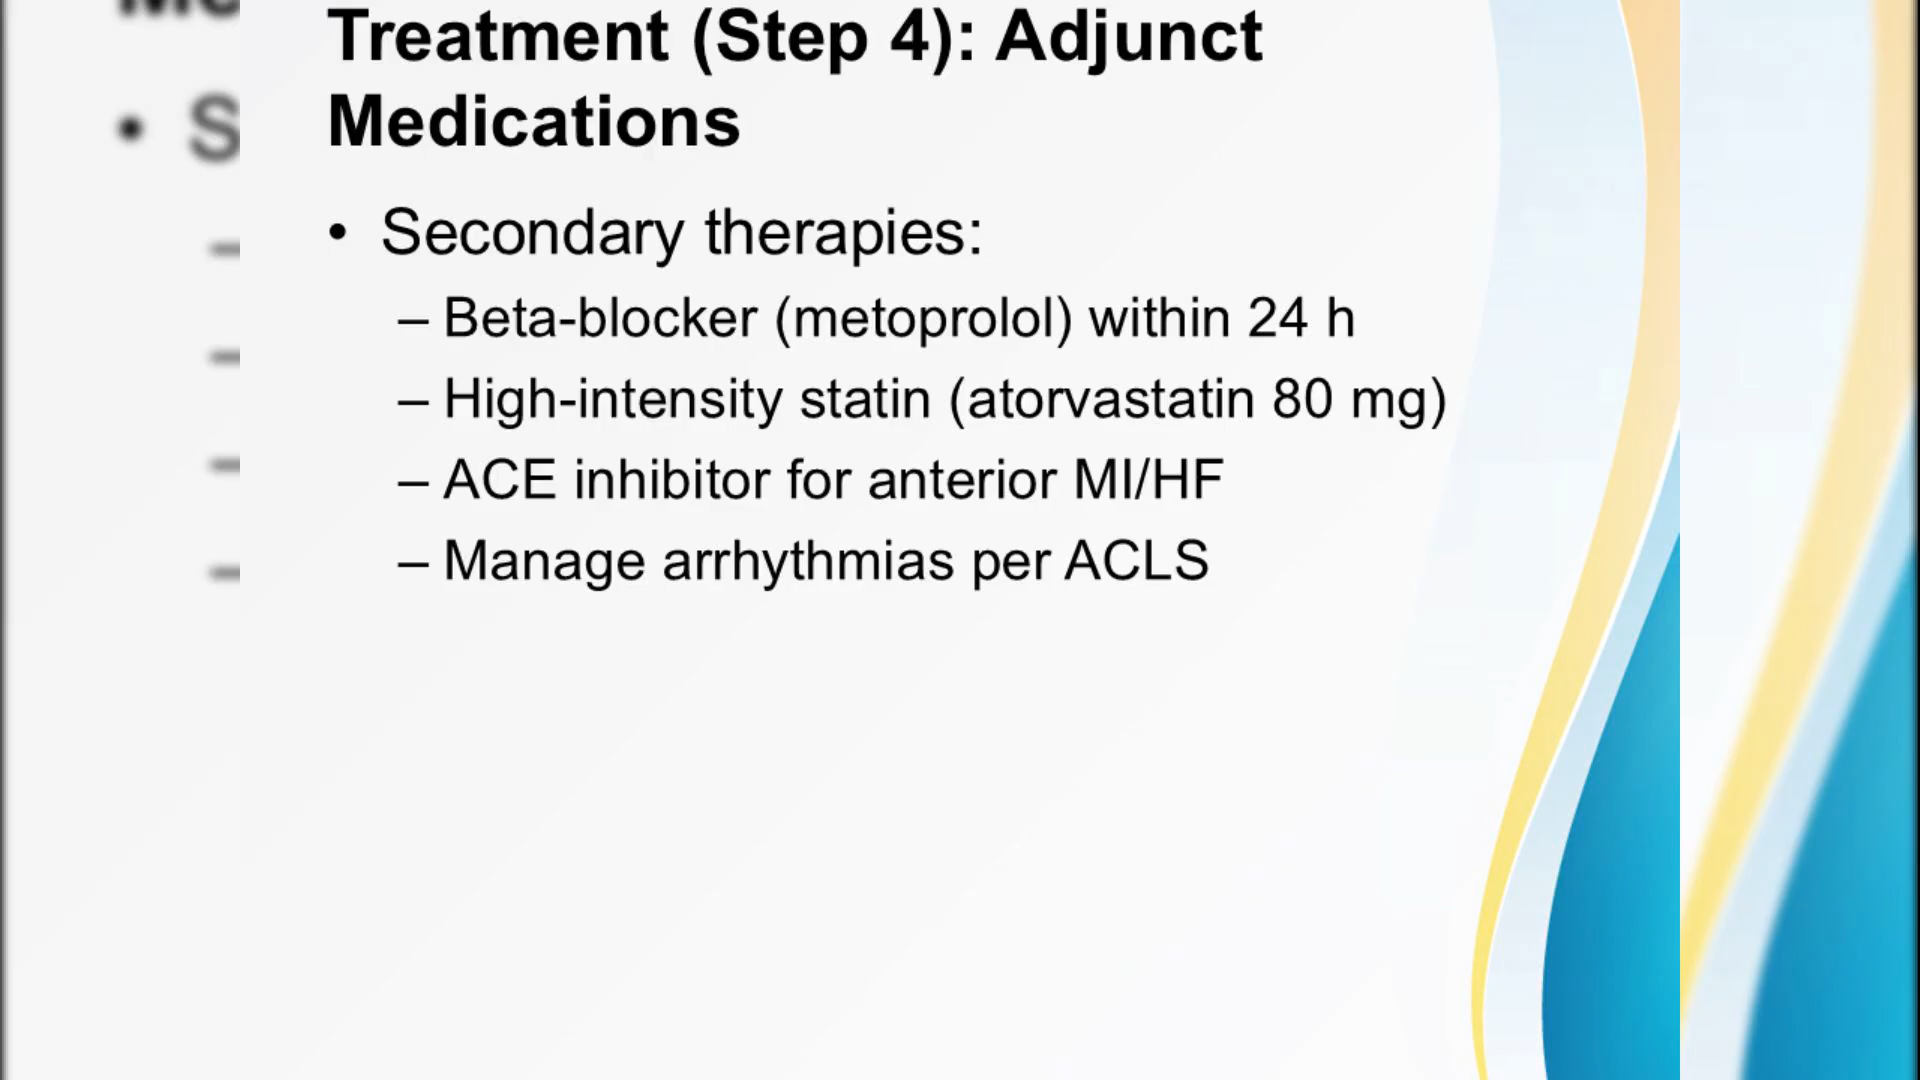 Treatment (Step 4): Adjunct
Medications
• Secondary therapies:
– Beta-blocker (metoprolol) within 24 h
– High-intensity statin (atorvastatin 80 mg)
– ACE inhibitor for anterior MI/HF
– Manage arrhythmias per ACLS